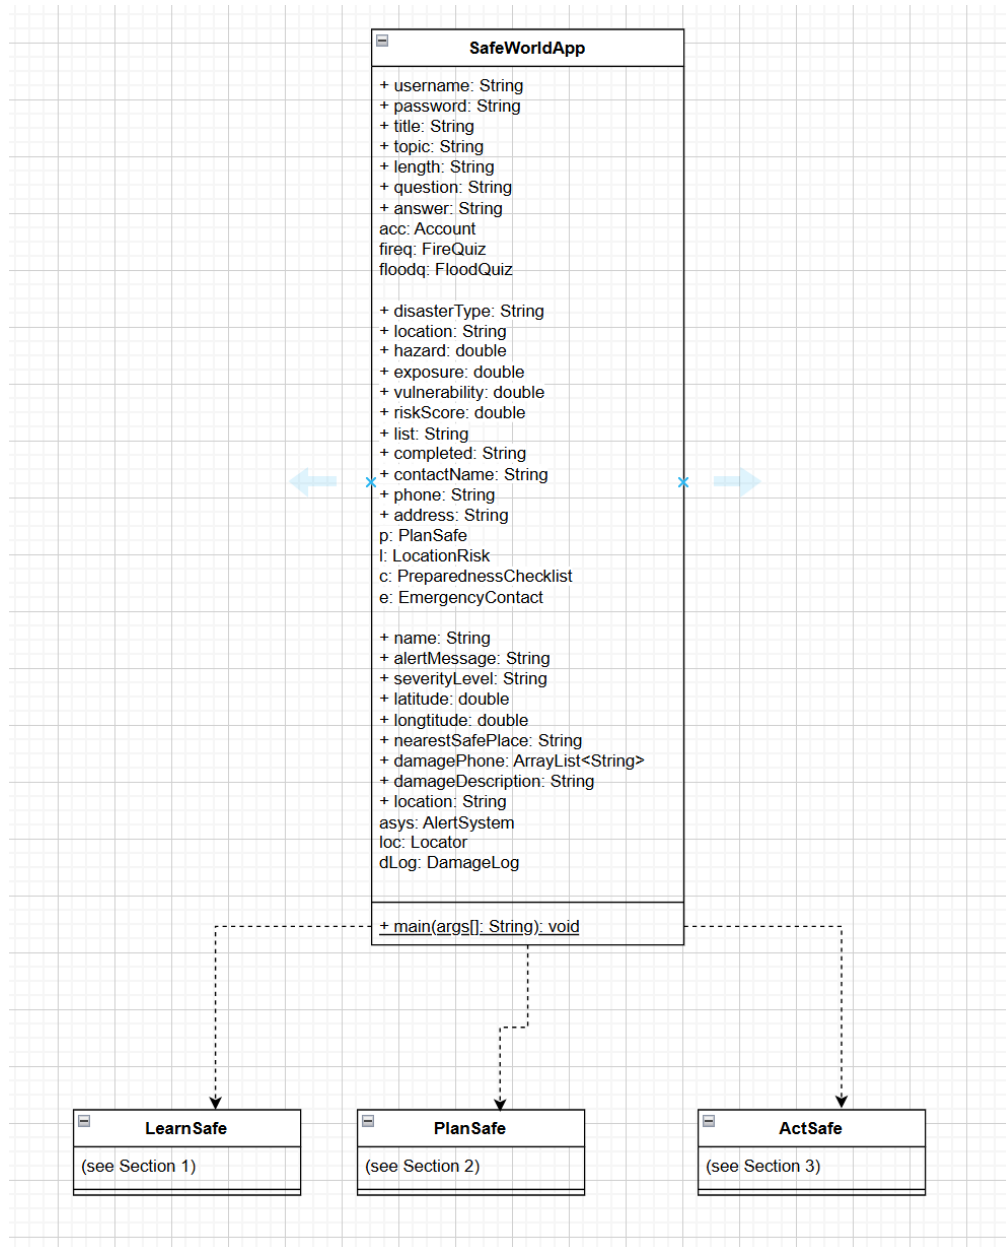 SafeWorldApp
+ username: String
+ password: String
+ title: String
+ topic: String
+ length: String
+ question: String
+ answer: String
acc: Account
fireq: FireQuiz
floodq: FloodQuiz
+ disasterType: String
+ location: String
+ hazard: double
+ exposure: double
+ vulnerability: double
+ riskScore: double
+ list: String
+ completed: String
+ contactName: String
+ phone: String
+ address: String
p: PlanSafe
l: LocationRisk
c: PreparednessChecklist
e: EmergencyContact
+ name: String
+ alertMessage: String
+ severityLevel: String
+ latitude: double
+ longtitude: double
+ nearestSafePlace: String
+ damagePhone: ArrayList<String>
+ damageDescription: String
+ location: String
asys: AlertSystem
loc: Locator
dLog: DamageLog
+ main(args[]: String): void
LearnSafe
(see Section 1)
PlanSafe
(see Section 2)
ActSafe
(see Section 3)